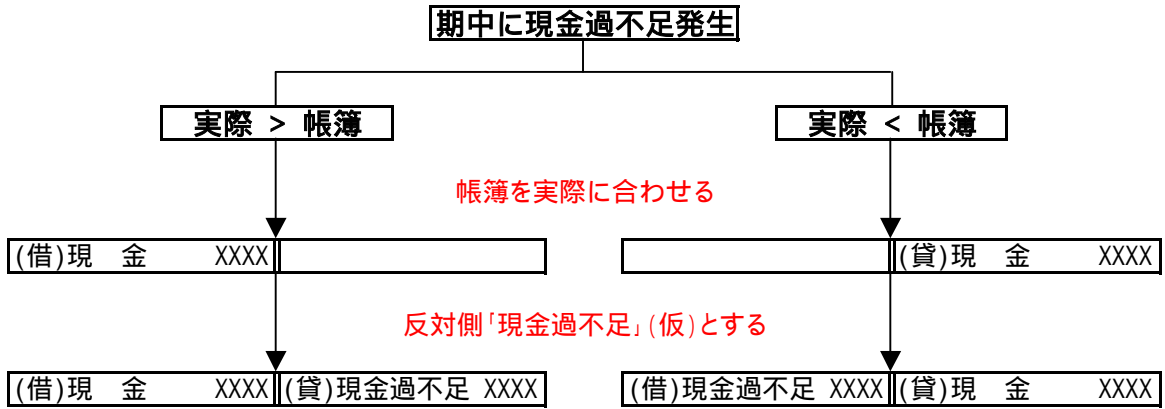 期中に現金過不足発生
実際 > 帳簿
実際 < 帳簿
帳簿を実際に合わせる
(借)現　金　XXXX
(貸)現　金　XXXX
反対側「現金過不足」(仮)とする
(借)現　金　XXXX (貸)現金過不足 XXXX
(借)現金過不足 XXXX (貸)現　金　XXXX